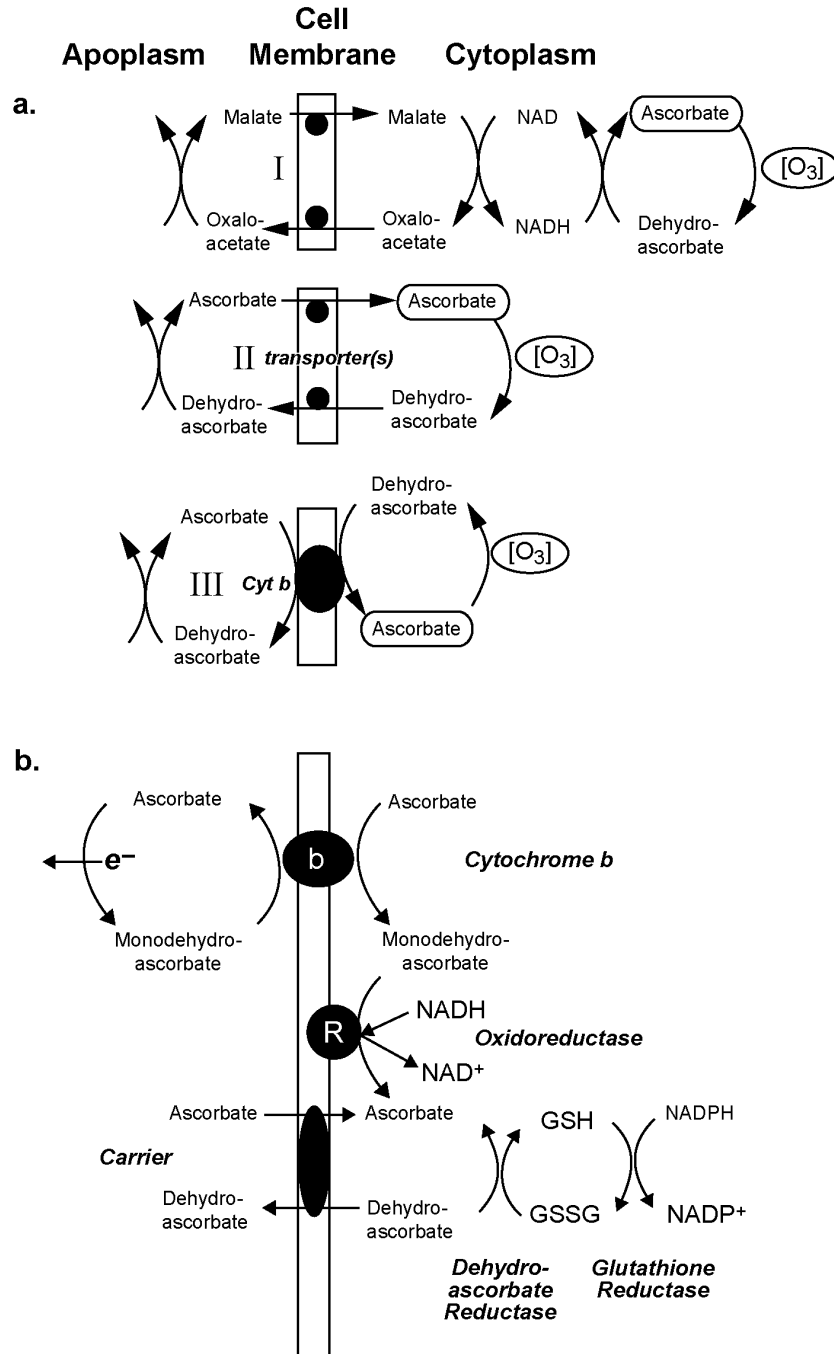 Cell
Apoplasm Membrane Cytoplasm
a.
Malate Malate NAD Ascorbate
I [O₃]
Oxalo- Oxalo- NADH Dehydro-
acetate acetate ascorbate
Ascorbate Ascorbate
II transporter(s) [O₃]
Dehydro- Dehydro-
ascorbate ascorbate
Dehydro-
ascorbate
Ascorbate
[O₃]
III Cyt b
Dehydro- Ascorbate
ascorbate
b.
Ascorbate Ascorbate
e⁻ b Cytochrome b
Monodehydro- Monodehydro-
ascorbate ascorbate
NADH
R Oxidoreductase
NAD⁺
Ascorbate Ascorbate GSH NADPH
Carrier
Dehydro- Dehydro- GSSG NADP⁺
ascorbate ascorbate
Dehydro- Glutathione
ascorbate Reductase
Reductase